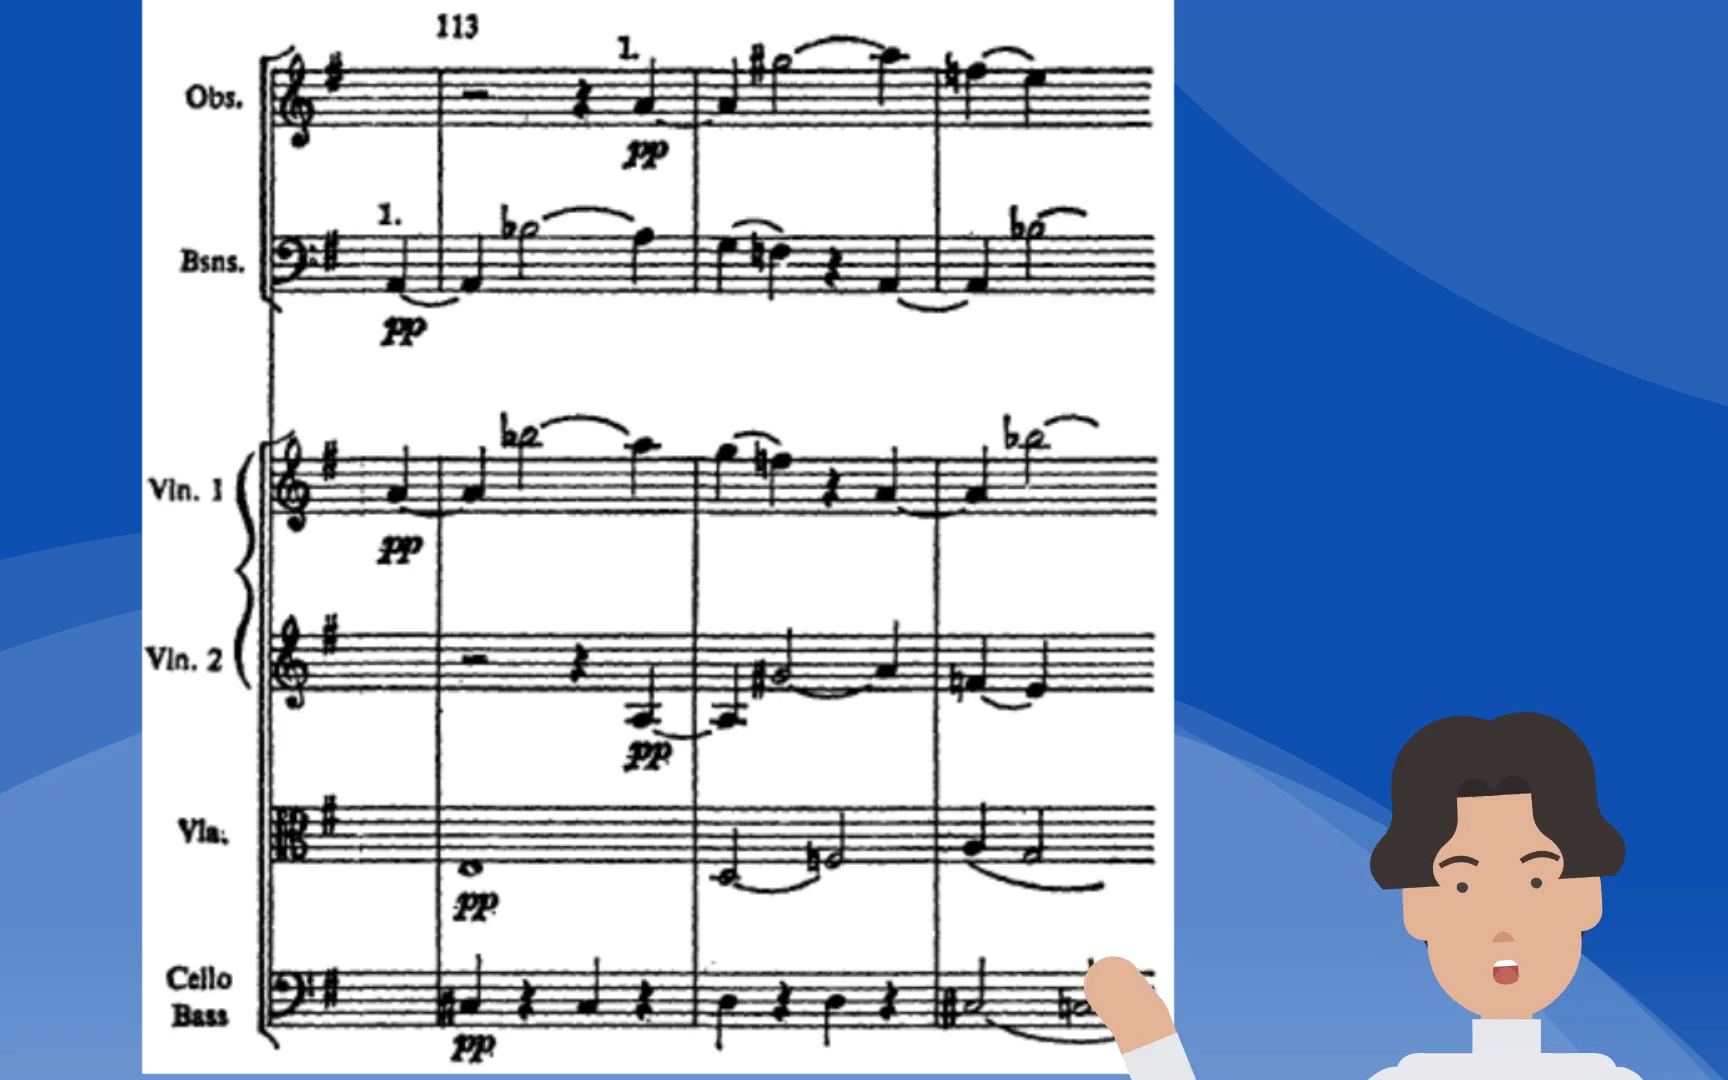 113
1.
Obs.
pp
1.
Bsns.
pp
Vln. 1
pp
Vln. 2
pp
Vla.
pp
Cello
Bass
pp